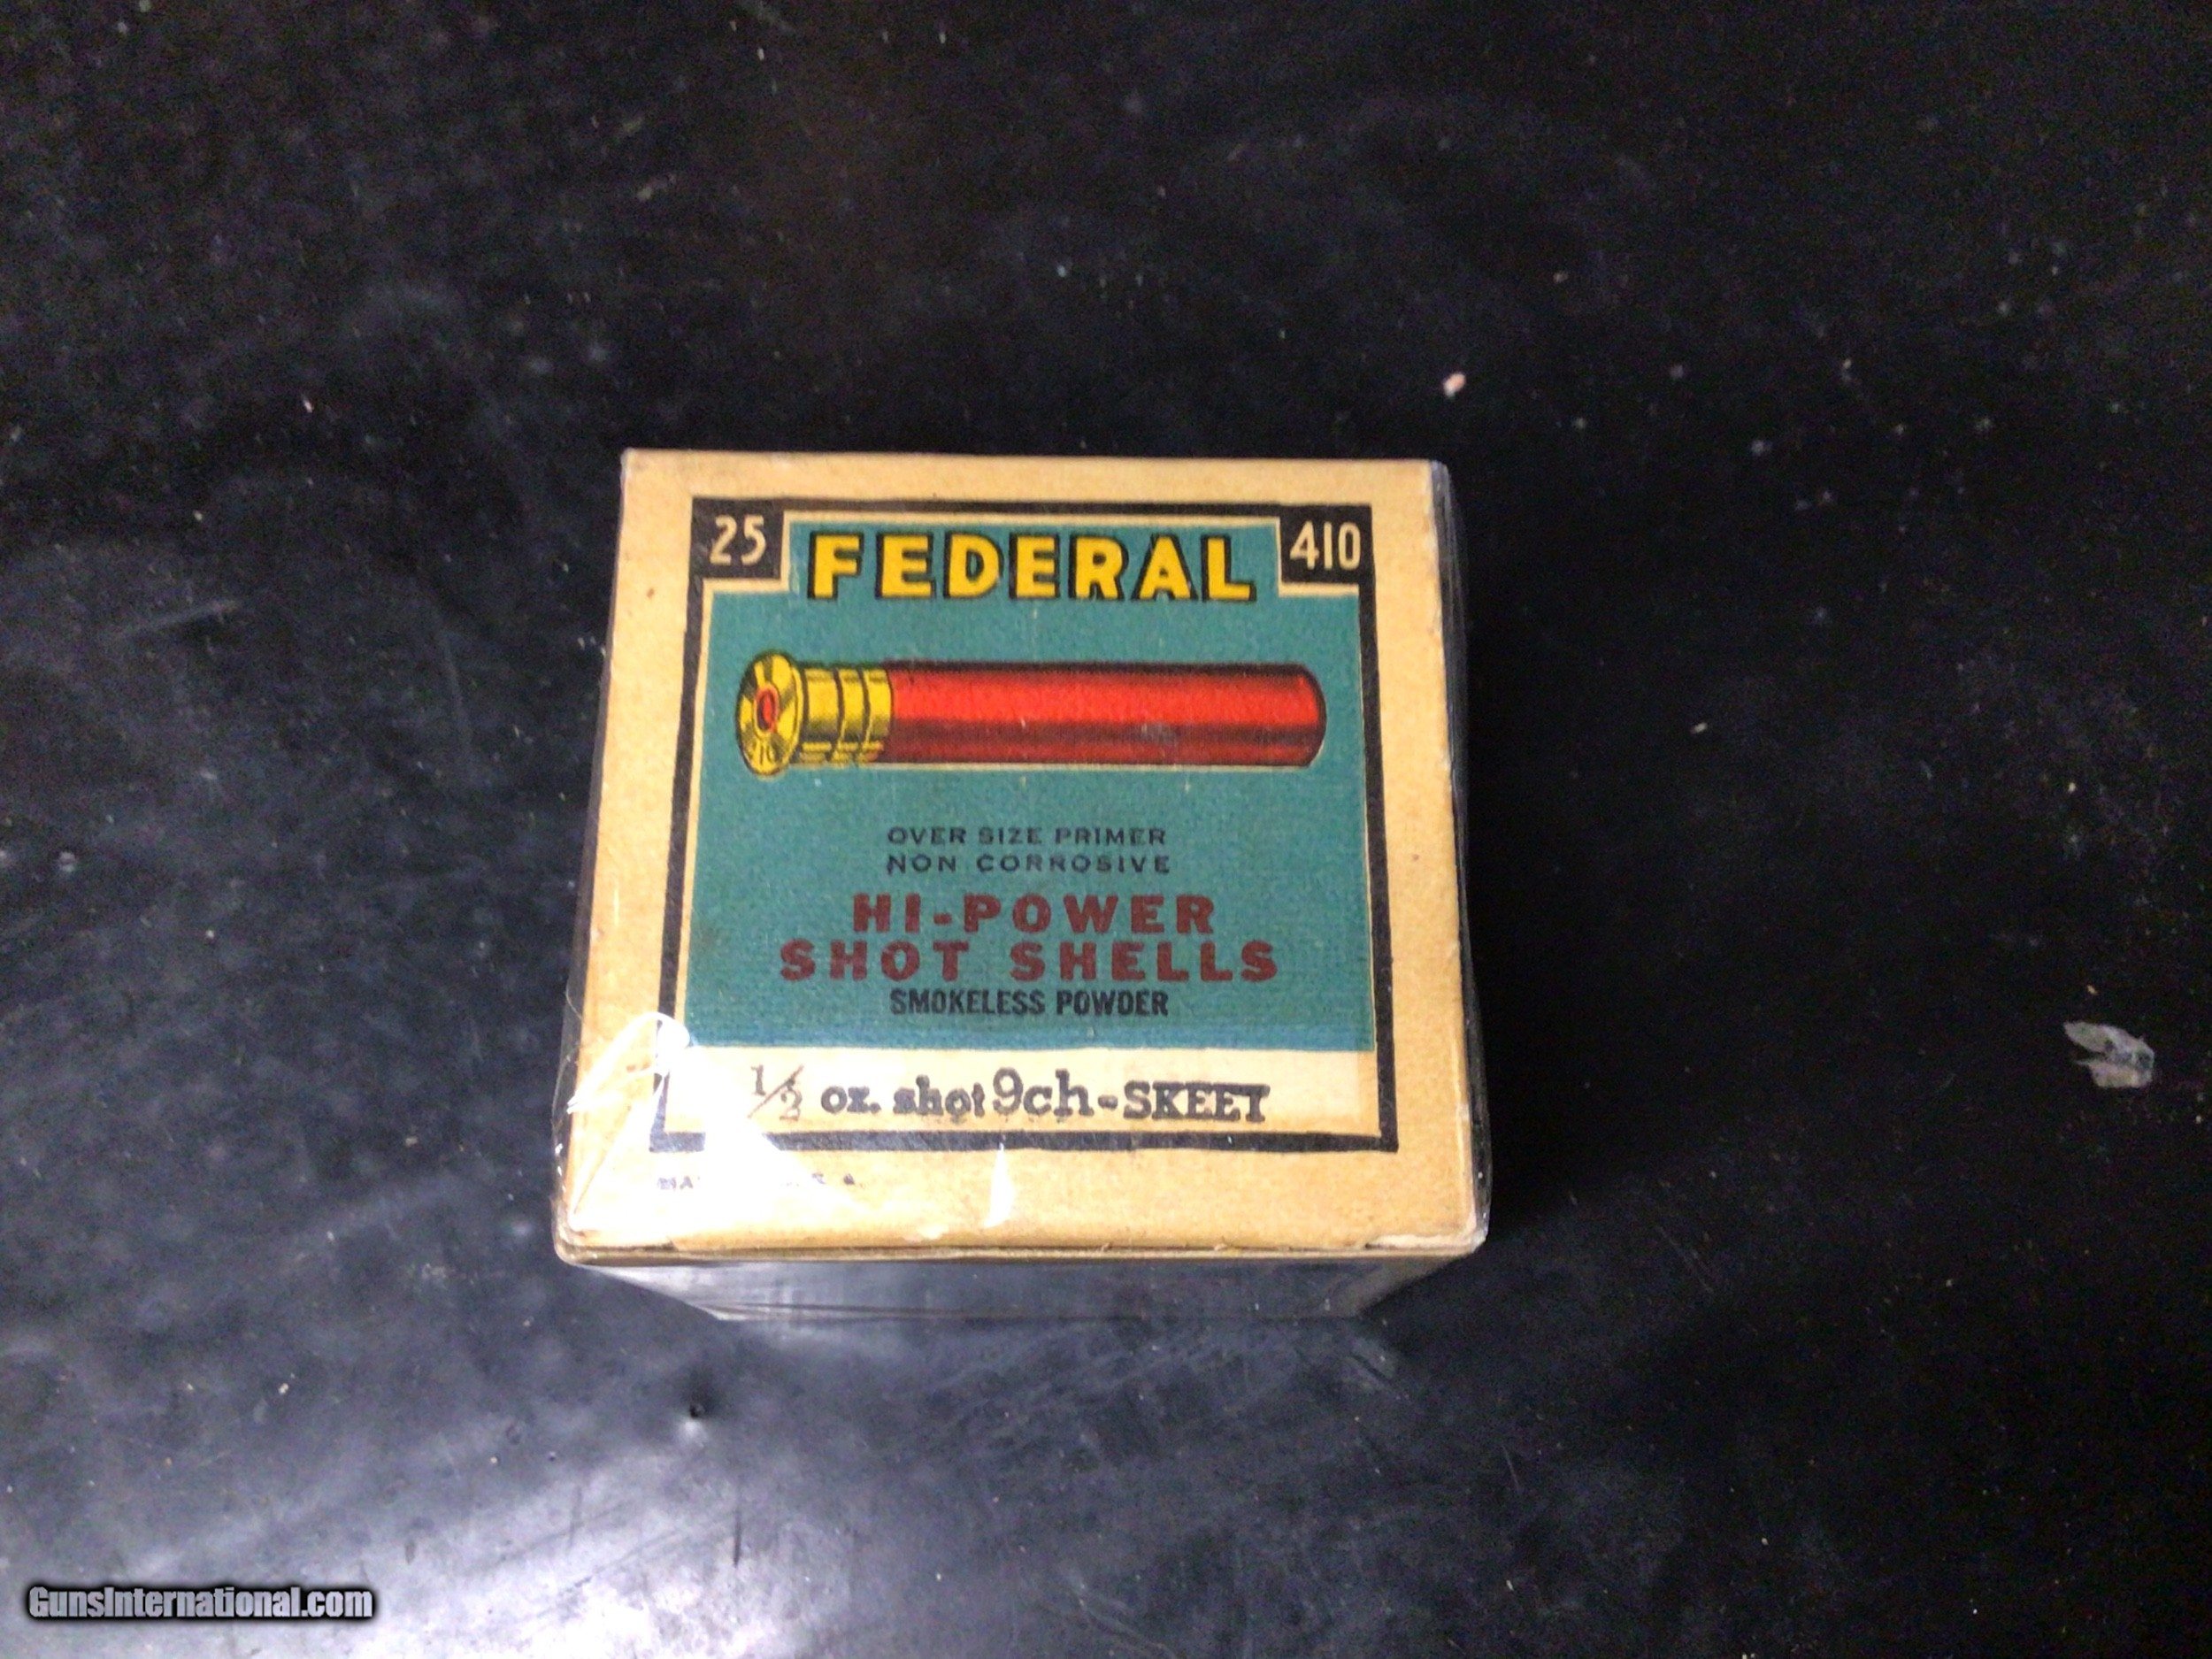 25 FEDERAL 410
OVER SIZE PRIMER
NON CORROSIVE
HI-POWER
SHOT SHELLS
SMOKELESS POWDER
1/2 oz. shot 9ch-SKEET
GunsInternational.com